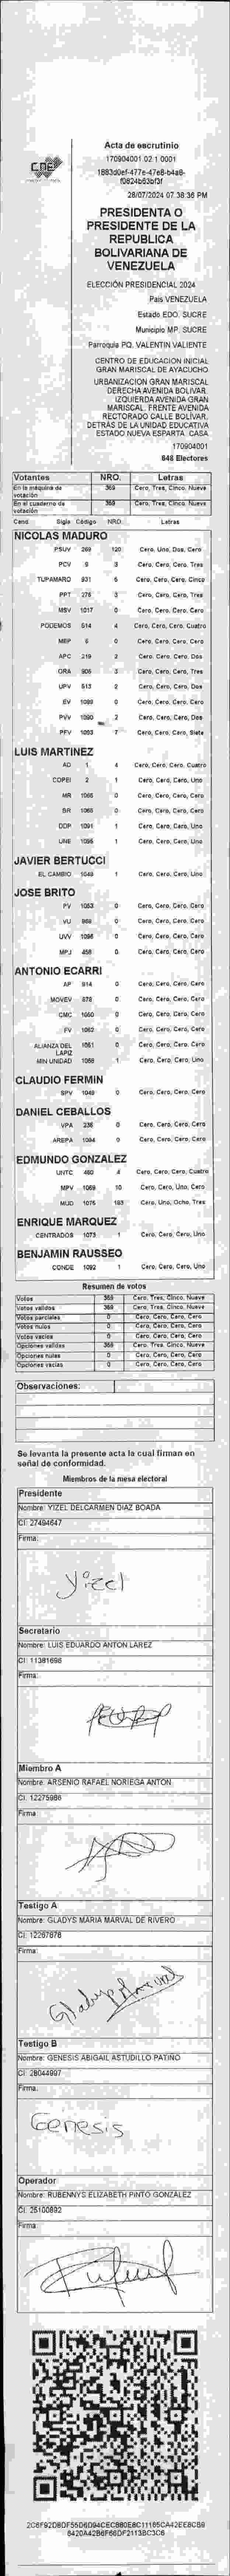 Acta de escrutinio
170904001.02.1.0001
28/07/2024 07:38:36 PM
CNE
PRESIDENTA O
PRESIDENTE DE LA
REPUBLICA
BOLIVARIANA DE
VENEZUELA
ELECCIÓN PRESIDENCIAL 2024
País VENEZUELA
Estado EDO. SUCRE
Municipio MP. SUCRE
Parroquia PQ. VALENTIN VALIENTE
CENTRO DE EDUCACION INICIAL
GRAN MARISCAL DE AYACUCHO
URBANIZACION GRAN MARISCAL
DERECHA AVENIDA BOLIVAR.
IZQUIERDA AVENIDA GRAN
MARISCAL. FRENTE AVENIDA
RECTORADO CALLE BOLIVAR.
DETRÁS DE LA UNIDAD EDUCATIVA
ESTADO NUEVA ESPARTA. CASA
170904001
648 Electores
Votantes NRO. Letras
En la máquina de votación 369 Cero, Tres, Cinco, Nueve
En el cuaderno de votación 369 Cero, Tres, Cinco, Nueve
Cand. Sigla Código NRO. Letras
NICOLAS MADURO
PSUV 269 120 Cero, Uno, Dos, Cero
PCV 9 3 Cero, Cero, Cero, Tres
TUPAMARO 931 5 Cero, Cero, Cero, Cinco
PPT 276 3 Cero, Cero, Cero, Tres
MSV 1017 0 Cero, Cero, Cero, Cero
PODEMOS 514 4 Cero, Cero, Cero, Cuatro
MEP 5 0 Cero, Cero, Cero, Cero
APC 219 2 Cero, Cero, Cero, Dos
ORA 906 3 Cero, Cero, Cero, Tres
UPV 513 2 Cero, Cero, Cero, Dos
EV 1089 0 Cero, Cero, Cero, Cero
PVV 1090 2 Cero, Cero, Cero, Dos
PFV 1093 7 Cero, Cero, Cero, Siete
LUIS MARTINEZ
AD 1 4 Cero, Cero, Cero, Cuatro
COPEI 2 1 Cero, Cero, Cero, Uno
MR 1066 0 Cero, Cero, Cero, Cero
BR 1065 0 Cero, Cero, Cero, Cero
DDP 1091 1 Cero, Cero, Cero, Uno
UNE 1096 1 Cero, Cero, Cero, Uno
JAVIER BERTUCCI
EL CAMBIO 1049 1 Cero, Cero, Cero, Uno
JOSE BRITO
PV 1053 0 Cero, Cero, Cero, Cero
VU 968 0 Cero, Cero, Cero, Cero
UVV 1098 0 Cero, Cero, Cero, Cero
MPJ 458 0 Cero, Cero, Cero, Cero
ANTONIO ECARRI
AP 914 0 Cero, Cero, Cero, Cero
MOVEV 879 0 Cero, Cero, Cero, Cero
CMC 1050 0 Cero, Cero, Cero, Cero
FV 1062 0 Cero, Cero, Cero, Cero
ALIANZA DEL LAPIZ 1051 0 Cero, Cero, Cero, Cero
MIN UNIDAD 1059 1 Cero, Cero, Cero, Uno
CLAUDIO FERMIN
SPV 1045 0 Cero, Cero, Cero, Cero
DANIEL CEBALLOS
VPA 236 0 Cero, Cero, Cero, Cero
AREPA 1094 0 Cero, Cero, Cero, Cero
EDMUNDO GONZALEZ
UNTC 460 4 Cero, Cero, Cero, Cuatro
MPV 1069 10 Cero, Cero, Uno, Cero
MUD 1075 183 Cero, Uno, Ocho, Tres
ENRIQUE MARQUEZ
CENTRADOS 1073 1 Cero, Cero, Cero, Uno
BENJAMIN RAUSSEO
CONDE 1092 1 Cero, Cero, Cero, Uno
Resumen de votos
Votos Cero, Tres, Cinco, Nueve
Votos validos Cero, Tres, Cinco, Nueve
Votos parciales 0 Cero, Cero, Cero, Cero
Votos nulos 0 Cero, Cero, Cero, Cero
Votos vacíos 0 Cero, Cero, Cero, Cero
Opciones validas Cero, Tres, Cinco, Nueve
Opciones nulas 0 Cero, Cero, Cero, Cero
Opciones vacías 0 Cero, Cero, Cero, Cero
Observaciones:
Se levanta la presente acta la cual firman en
señal de conformidad.
Miembros de la mesa electoral
Presidente
Nombre: YIZEL DELCARMEN DIAZ BOADA
CI: 27494647
Firma:
Yizel
Secretario
Nombre: LUIS EDUARDO ANTON LAREZ
CI: 11381698
Firma:
Miembro A
Nombre: ARSENIO RAFAEL NORIEGA ANTON
CI: 12275986
Firma:
Testigo A
Nombre: GLADYS MARIA MARVAL DE RIVERO
CI: 12267878
Firma:
Gladys Marval
Testigo B
Nombre: GENESIS ABIGAIL ASTUDILLO PATIÑO
CI: 28044997
Firma:
Genesis
Operador
Nombre: RUBENNYS ELIZABETH PINTO GONZALEZ
CI: 25100892
Firma: